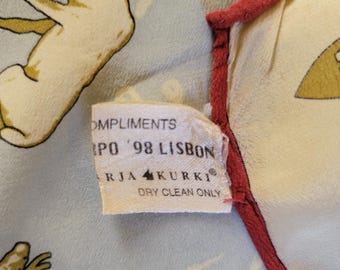 OMPLIMENTS
PO '98 LISBON
ARJA KURKI®
DRY CLEAN ONLY